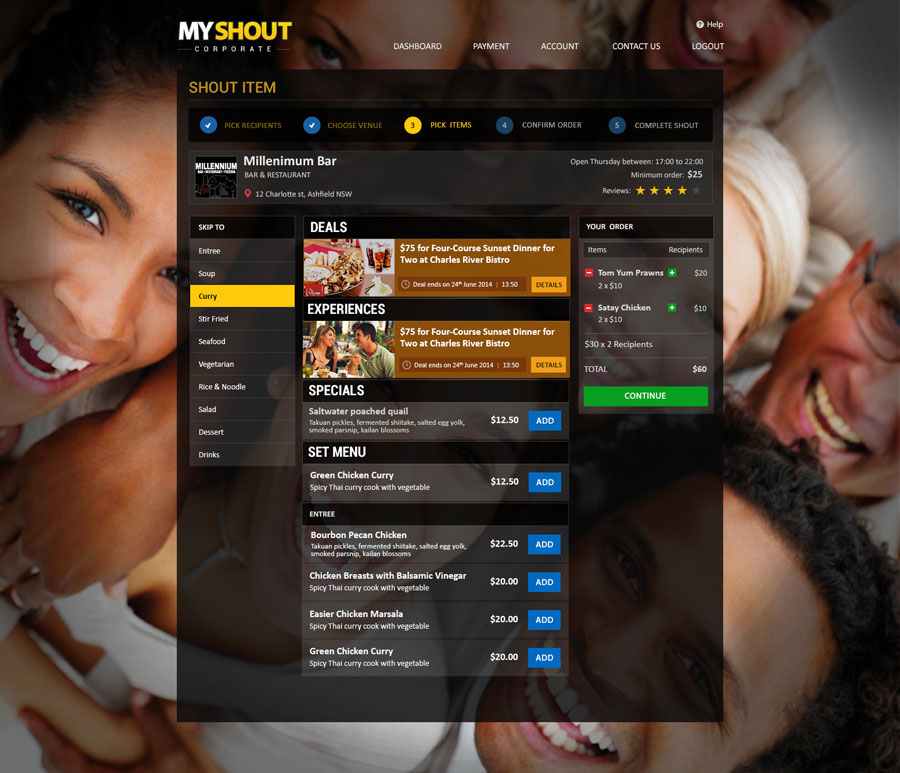 MY SHOUT
CORPORATE
Help
DASHBOARD PAYMENT ACCOUNT CONTACT US LOGOUT
SHOUT ITEM
PICK RECIPIENTS CHOOSE VENUE 3 PICK ITEMS 4 CONFIRM ORDER 5 COMPLETE SHOUT
MILLENNIUM
BAR • RESTAURANT • PIZZERIA
Millenimum Bar
BAR & RESTAURANT
12 Charlotte st, Ashfield NSW
Open Thursday between: 17:00 to 22:00
Minimum order: $25
Reviews:
SKIP TO
Entree
Soup
Curry
Stir Fried
Seafood
Vegetarian
Rice & Noodle
Salad
Dessert
Drinks
DEALS
$75 for Four-Course Sunset Dinner for
Two at Charles River Bistro
Deal ends on 24th June 2014 | 13:50 DETAILS
EXPERIENCES
$75 for Four-Course Sunset Dinner for
Two at Charles River Bistro
Deal ends on 24th June 2014 | 13:50 DETAILS
SPECIALS
Saltwater poached quail
Takuan pickles, fermented shiitake, salted egg yolk,
smoked parsnip, kailan blossoms
$12.50 ADD
SET MENU
Green Chicken Curry
Spicy Thai curry cook with vegetable
$12.50 ADD
ENTREE
Bourbon Pecan Chicken
Takuan pickles, fermented shiitake, salted egg yolk,
smoked parsnip, kailan blossoms
$22.50 ADD
Chicken Breasts with Balsamic Vinegar
Spicy Thai curry cook with vegetable
$20.00 ADD
Easier Chicken Marsala
Spicy Thai curry cook with vegetable
$20.00 ADD
Green Chicken Curry
Spicy Thai curry cook with vegetable
$20.00 ADD
YOUR ORDER
Items Recipients
Tom Yum Prawns $20
2 x $10
Satay Chicken $10
2 x $10
$30 x 2 Recipients
TOTAL $60
CONTINUE